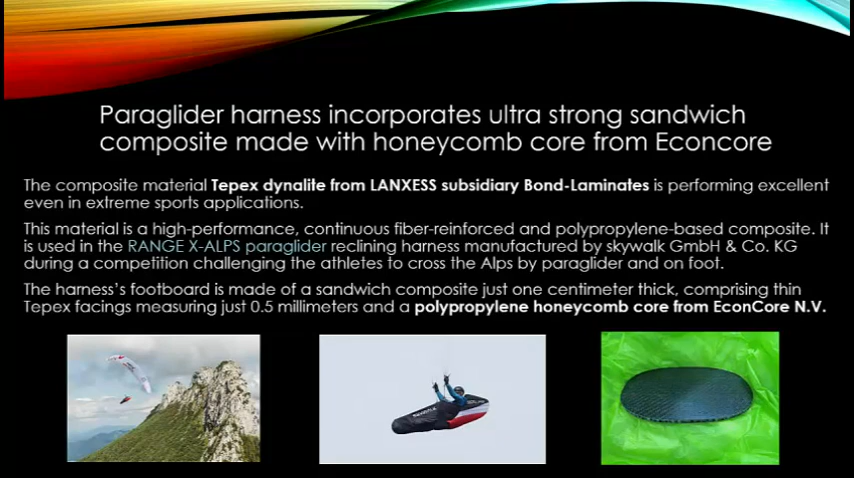 Paraglider harness incorporates ultra strong sandwich
composite made with honeycomb core from Econcore
The composite material Tepex dynalite from LANXESS subsidiary Bond-Laminates is performing excellent
even in extreme sports applications.
This material is a high-performance, continuous fiber-reinforced and polypropylene-based composite. It
is used in the RANGE X-ALPS paraglider reclining harness manufactured by skywalk GmbH & Co. KG
during a competition challenging the athletes to cross the Alps by paraglider and on foot.
The harness's footboard is made of a sandwich composite just one centimeter thick, comprising thin
Tepex facings measuring just 0.5 millimeters and a polypropylene honeycomb core from EconCore N.V.